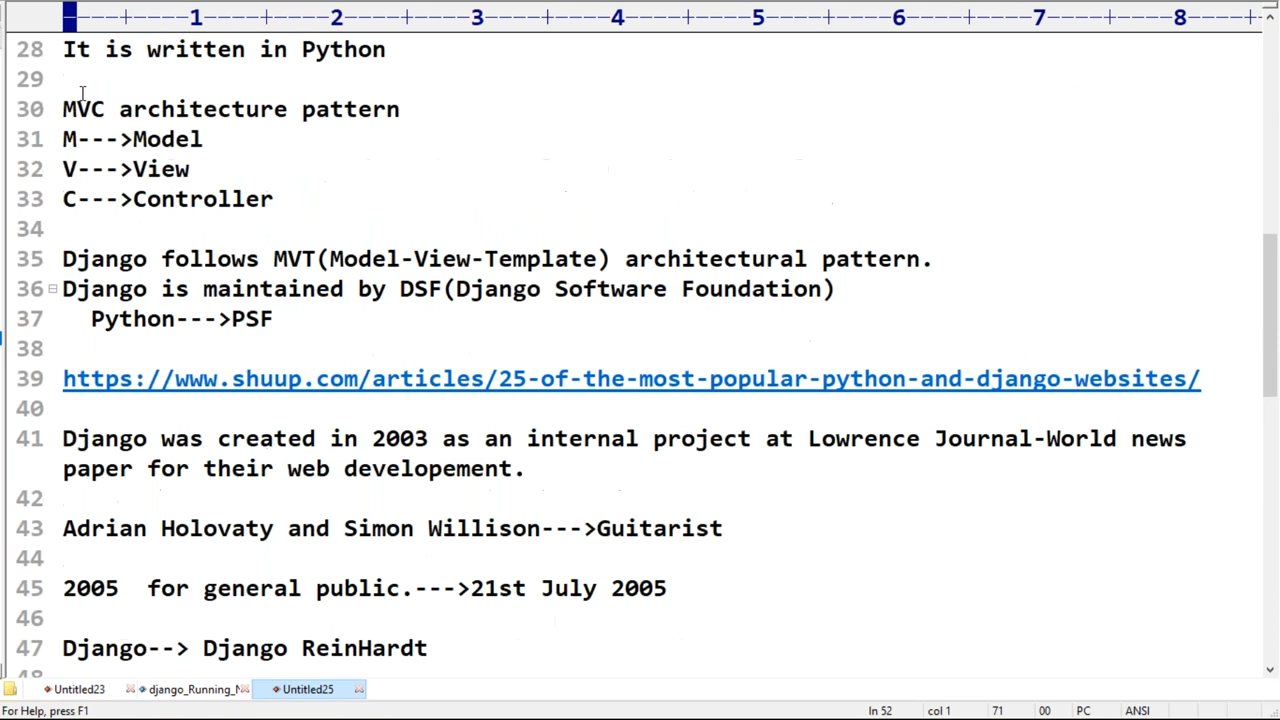 1 2 3 4 5 6 7 8
28 It is written in Python
29
30 MVC architecture pattern
31 M--->Model
32 V--->View
33 C--->Controller
34
35 Django follows MVT(Model-View-Template) architectural pattern.
36 Django is maintained by DSF(Django Software Foundation)
37 Python--->PSF
38
39 https://www.shuup.com/articles/25-of-the-most-popular-python-and-django-websites/
40
41 Django was created in 2003 as an internal project at Lowrence Journal-World news
paper for their web developement.
42
43 Adrian Holovaty and Simon Willison--->Guitarist
44
45 2005  for general public.--->21st July 2005
46
47 Django--> Django ReinHardt
Untitled23 django_Running_N Untitled25
For Help, press F1 ln 52 col 1 71 00 PC ANSI